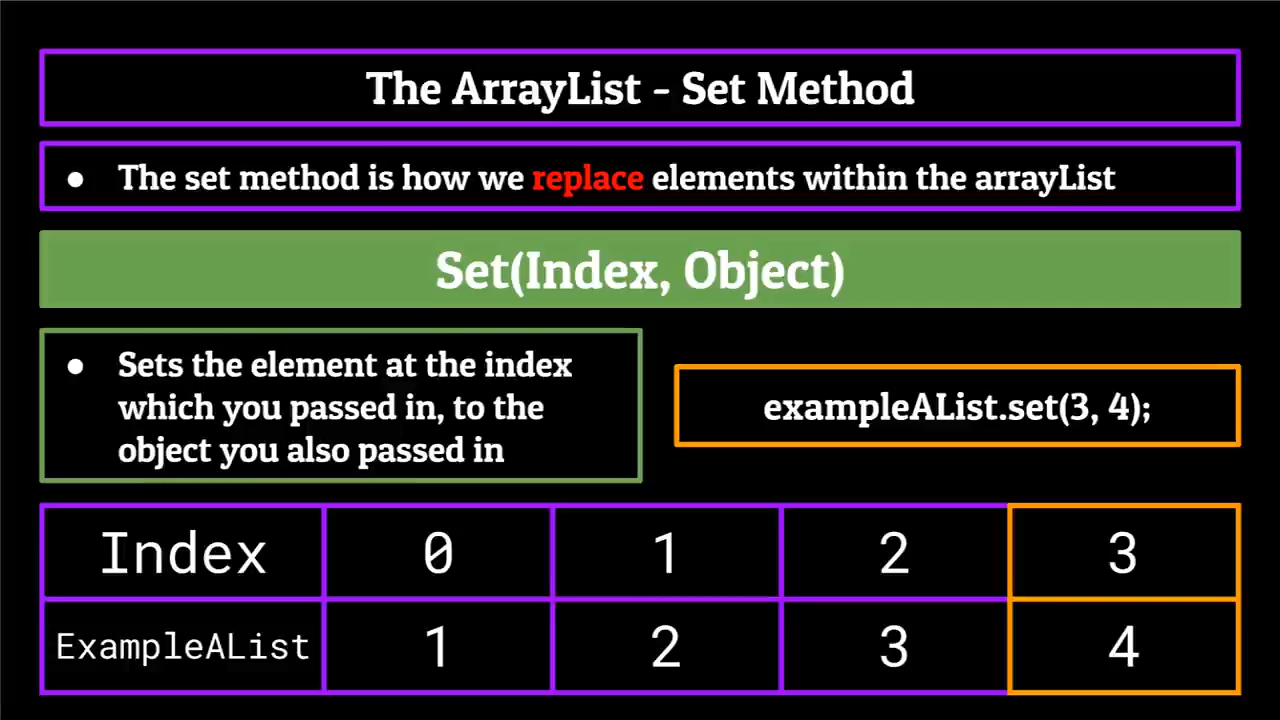 The ArrayList - Set Method
● The set method is how we replace elements within the arrayList
Set(Index, Object)
● Sets the element at the index
which you passed in, to the
object you also passed in
exampleAList.set(3, 4);
Index 0 1 2 3
ExampleAList 1 2 3 4